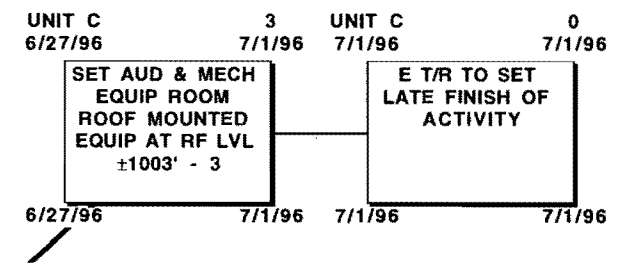 UNIT C 3
6/27/96 7/1/96
SET AUD & MECH
EQUIP ROOM
ROOF MOUNTED
EQUIP AT RF LVL
±1003' - 3
6/27/96 7/1/96
UNIT C 0
7/1/96 7/1/96
E T/R TO SET
LATE FINISH OF
ACTIVITY
7/1/96 7/1/96